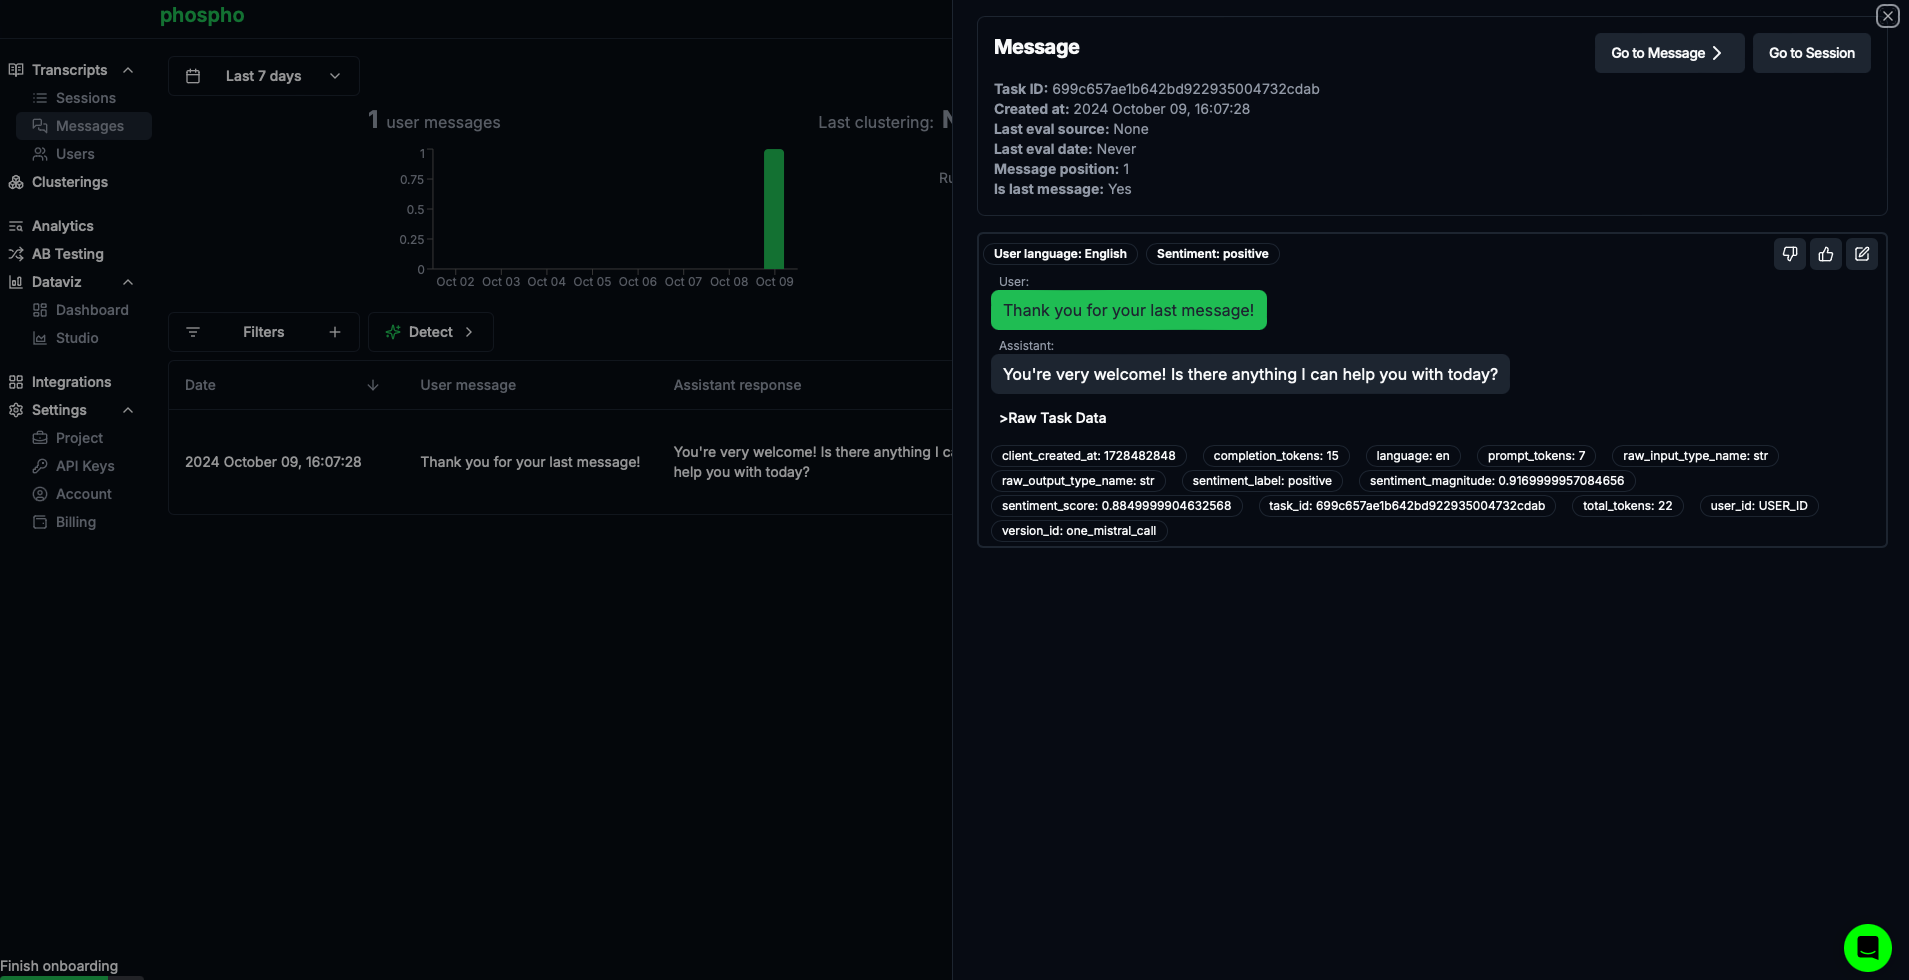 phospho
Transcripts
Sessions
Messages
Users
Clusterings
Analytics
AB Testing
Dataviz
Dashboard
Studio
Integrations
Settings
Project
API Keys
Account
Billing
Finish onboarding
Last 7 days
1 user messages
1
0.75
0.5
0.25
0
Oct 02 Oct 03 Oct 04 Oct 05 Oct 06 Oct 07 Oct 08 Oct 09
Last clustering:
Filters +
Detect
Date User message Assistant response
2024 October 09, 16:07:28 Thank you for your last message!
You're very welcome! Is there anything I
help you with today?
Message
Go to Message
Go to Session
Task ID: 699c657ae1b642bd922935004732cdab
Created at: 2024 October 09, 16:07:28
Last eval source: None
Last eval date: Never
Message position: 1
Is last message: Yes
User language: English Sentiment: positive
User:
Thank you for your last message!
Assistant:
You're very welcome! Is there anything I can help you with today?
>Raw Task Data
client_created_at: 1728482848 completion_tokens: 15 language: en prompt_tokens: 7 raw_input_type_name: str
raw_output_type_name: str sentiment_label: positive sentiment_magnitude: 0.9169999957084656
sentiment_score: 0.8849999904632568 task_id: 699c657ae1b642bd922935004732cdab total_tokens: 22 user_id: USER_ID
version_id: one_mistral_call